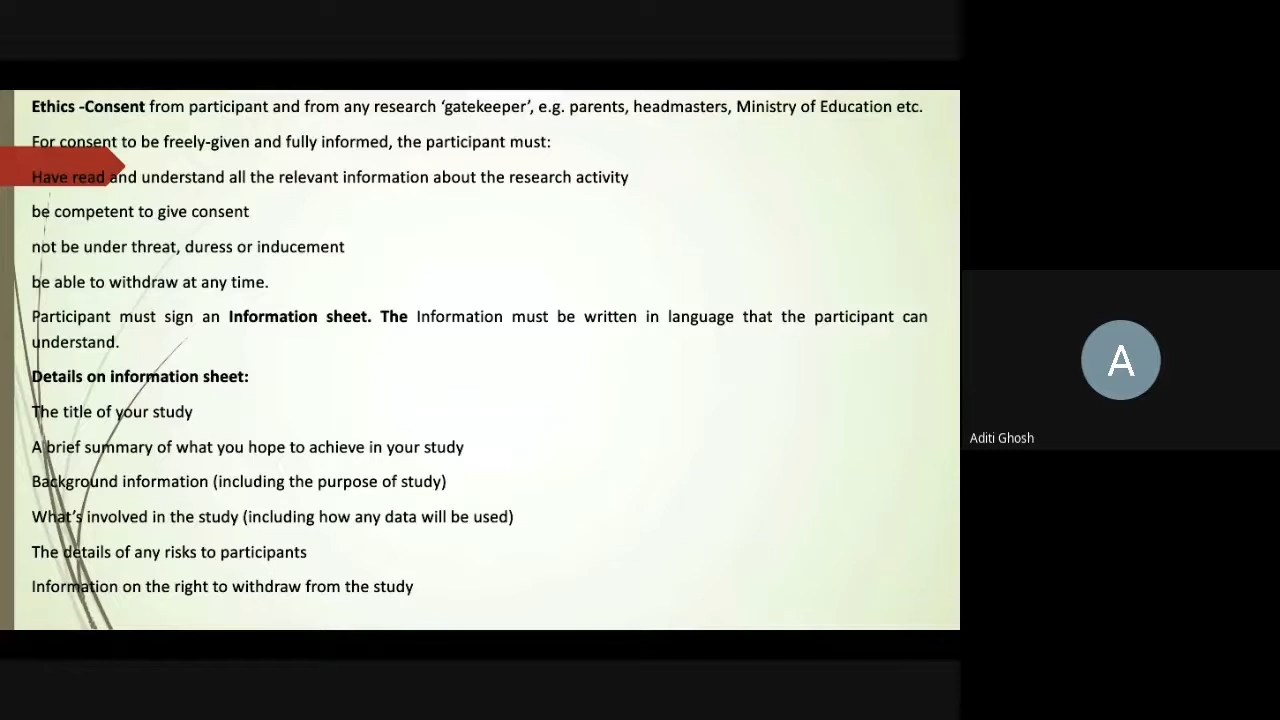 Ethics -Consent from participant and from any research ‘gatekeeper’, e.g. parents, headmasters, Ministry of Education etc.
For consent to be freely-given and fully informed, the participant must:
Have read and understand all the relevant information about the research activity
be competent to give consent
not be under threat, duress or inducement
be able to withdraw at any time.
Participant must sign an Information sheet. The Information must be written in language that the participant can
understand.
Details on information sheet:
The title of your study
A brief summary of what you hope to achieve in your study
Background information (including the purpose of study)
What’s involved in the study (including how any data will be used)
The details of any risks to participants
Information on the right to withdraw from the study
A
Aditi Ghosh